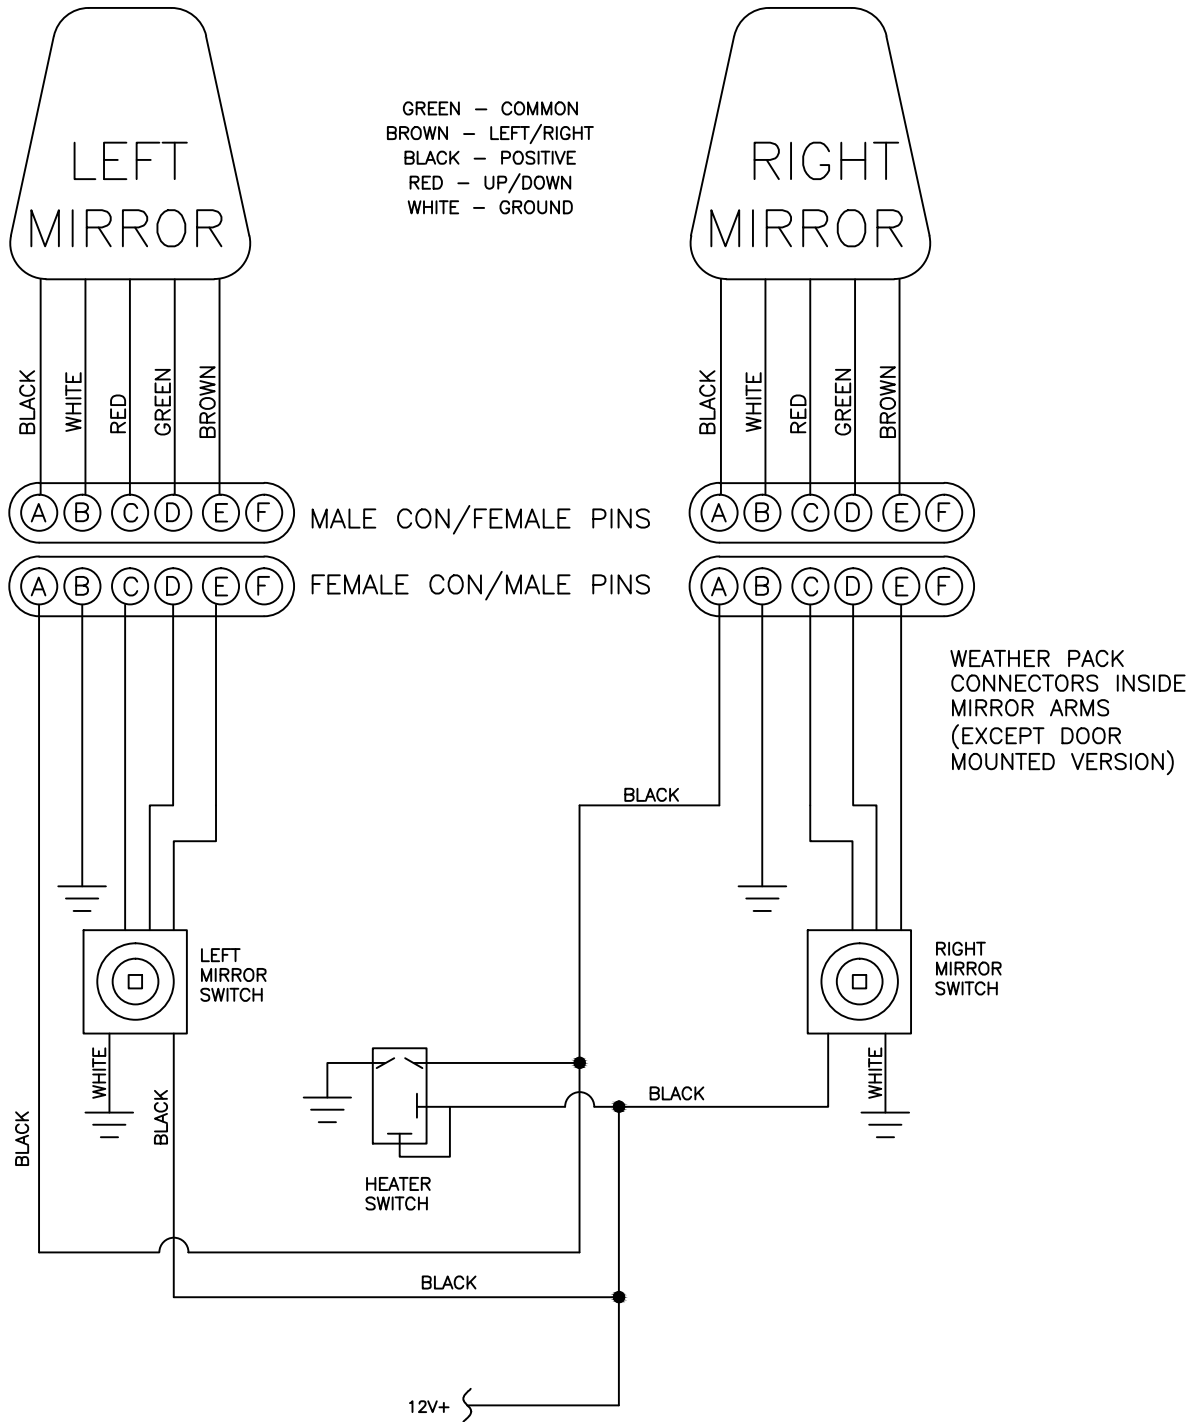 LEFT
MIRROR
GREEN – COMMON
BROWN – LEFT/RIGHT
BLACK – POSITIVE
RED – UP/DOWN
WHITE – GROUND
RIGHT
MIRROR
BLACK
WHITE
RED
GREEN
BROWN
BLACK
WHITE
RED
GREEN
BROWN
A B C D E F
MALE CON/FEMALE PINS
A B C D E F
A B C D E F
FEMALE CON/MALE PINS
A B C D E F
WEATHER PACK
CONNECTORS INSIDE
MIRROR ARMS
(EXCEPT DOOR
MOUNTED VERSION)
BLACK
LEFT
MIRROR
SWITCH
RIGHT
MIRROR
SWITCH
WHITE
BLACK
BLACK
BLACK
WHITE
HEATER
SWITCH
BLACK
12V+